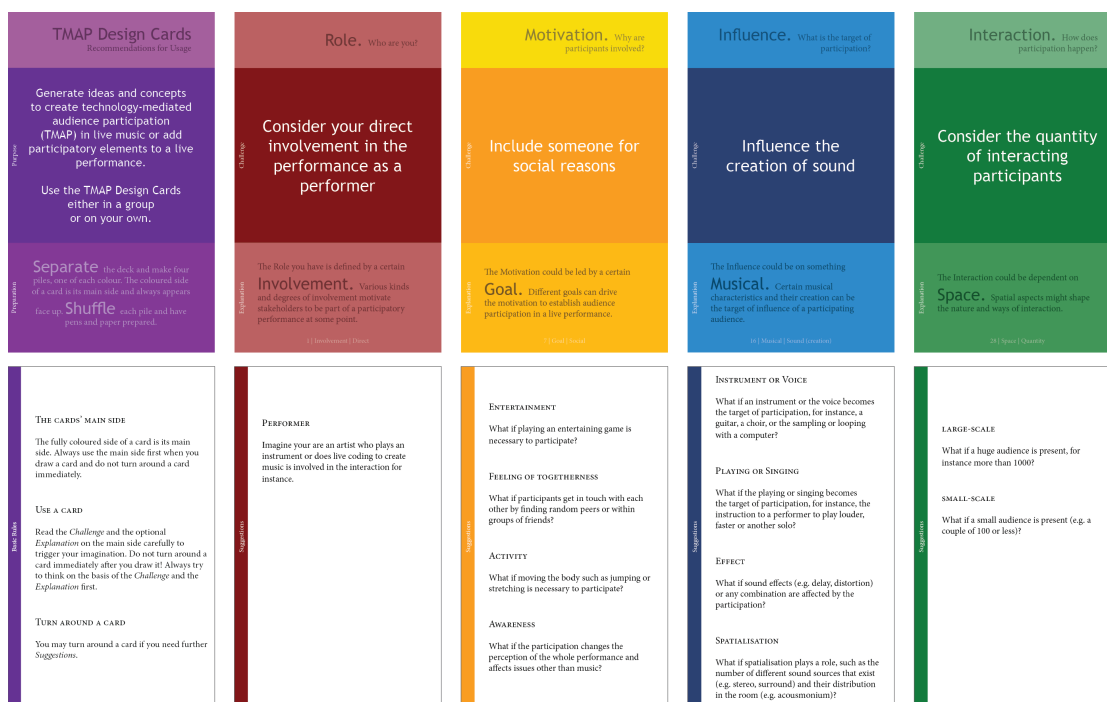 TMAP Design Cards
Recommendations for Usage
Purpose
Generate ideas and concepts
to create technology-mediated
audience participation
(TMAP) in live music or add
participatory elements to a live
performance.
Use the TMAP Design Cards
either in a group
or on your own.
Preparation
Separate the deck and make four
piles, one of each colour. The coloured side
of a card is its main side and always appears
face up. Shuffle each pile and have
pens and paper prepared.
Role. Who are you?
Challenge
Consider your direct
involvement in the
performance as a
performer
Explanation
The Role you have is defined by a certain
Involvement. Various kinds
and degrees of involvement motivate
stakeholders to be part of a participatory
performance at some point.
1 | Involvement | Direct
Motivation. Why are
participants involved?
Challenge
Include someone for
social reasons
Explanation
The Motivation could be led by a certain
Goal. Different goals can drive
the motivation to establish audience
participation in a live performance.
7 | Goal | Social
Influence. What is the target of
participation?
Challenge
Influence the
creation of sound
Explanation
The Influence could be on something
Musical. Certain musical
characteristics and their creation can be
the target of influence of a participating
audience.
16 | Musical | Sound (creation)
Interaction. How does
participation happen?
Challenge
Consider the quantity
of interacting
participants
Explanation
The Interaction could be dependent on
Space. Spatial aspects might shape
the nature and ways of interaction.
28 | Space | Quantity
Basic Rules
The cards' main side
The fully coloured side of a card is its main
side. Always use the main side first when you
draw a card and do not turn around a card
immediately.
Use a card
Read the Challenge and the optional
Explanation on the main side carefully to
trigger your imagination. Do not turn around a
card immediately after you draw it! Always try
to think on the basis of the Challenge and the
Explanation first.
Turn around a card
You may turn around a card if you need further
Suggestions.
Suggestions
Performer
Imagine your are an artist who plays an
instrument or does live coding to create
music is involved in the interaction for
instance.
Suggestions
Entertainment
What if playing an entertaining game is
necessary to participate?
Feeling of togetherness
What if participants get in touch with each
other by finding random peers or within
groups of friends?
Activity
What if moving the body such as jumping or
stretching is necessary to participate?
Awareness
What if the participation changes the
perception of the whole performance and
affects issues other than music?
Suggestions
Instrument or Voice
What if an instrument or the voice becomes
the target of participation, for instance, a
guitar, a choir, or the sampling or looping
with a computer?
Playing or Singing
What if the playing or singing becomes
the target of participation, for instance, the
instruction to a performer to play louder,
faster or another solo?
Effect
What if sound effects (e.g. delay, distortion)
or any combination are affected by the
participation?
Spatialisation
What if spatialisation plays a role, such as the
number of different sound sources that exist
(e.g. stereo, surround) and their distribution
in the room (e.g. acousmonium)?
Suggestions
large-scale
What if a huge audience is present, for
instance more than 1000?
small-scale
What if a small audience is present (e.g. a
couple of 100 or less)?